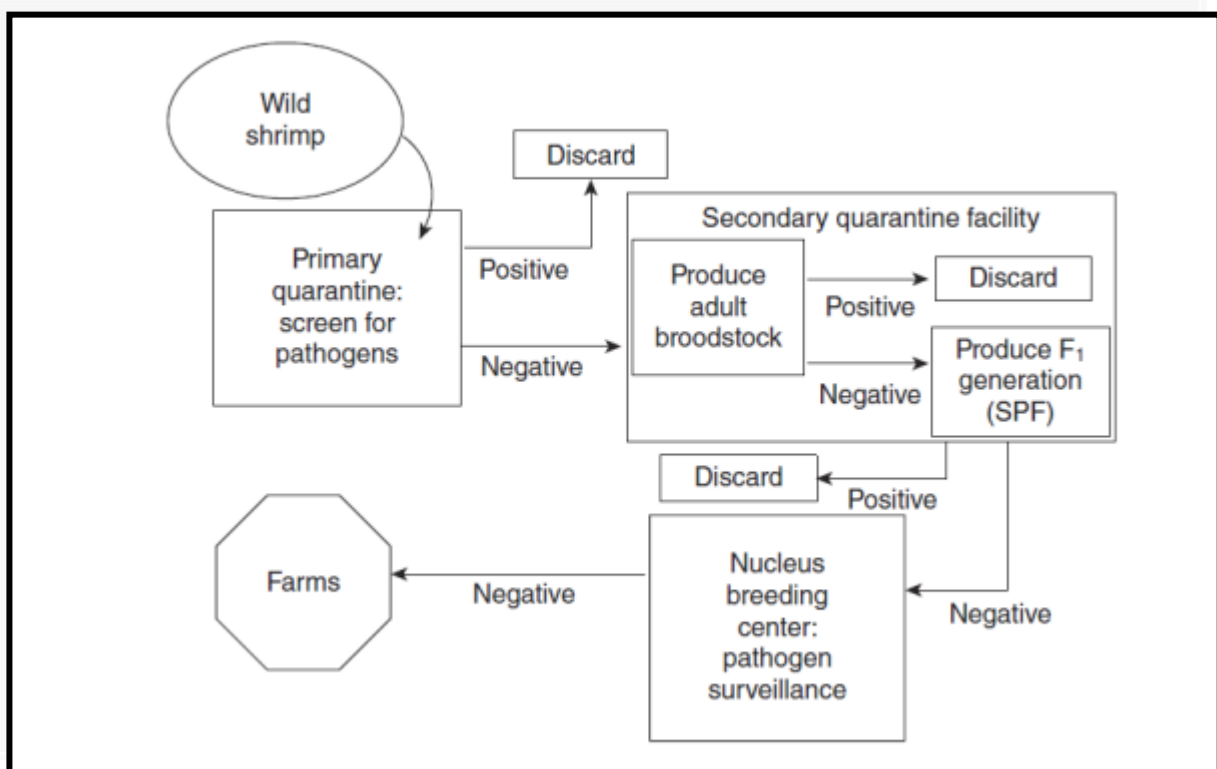 Wild
shrimp
Discard
Primary
quarantine:
screen for
pathogens
Positive
Negative
Secondary quarantine facility
Produce
adult
broodstock
Positive
Discard
Negative
Produce F₁
generation
(SPF)
Discard
Positive
Negative
Nucleus
breeding
center:
pathogen
surveillance
Negative
Farms